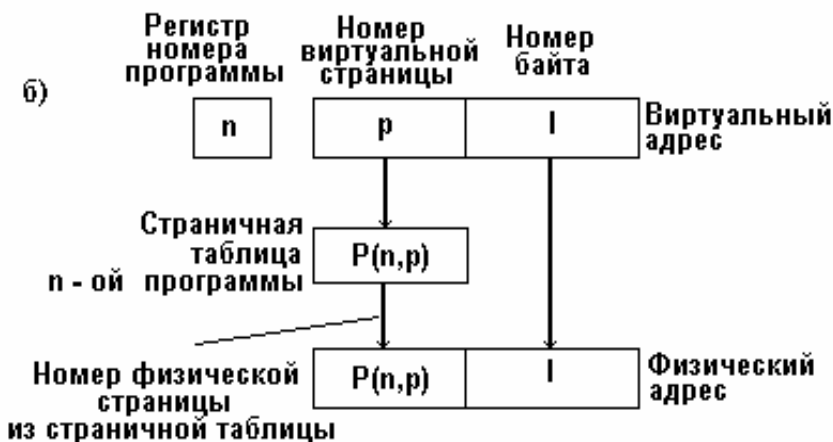 Регистр
номера
программы
Номер
виртуальной
страницы
Номер
байта
б)
n
p
l
Виртуальный
адрес
Страничная
таблица
n - ой программы
P(n,p)
Номер физической
страницы
из страничной таблицы
P(n,p)
l
Физический
адрес